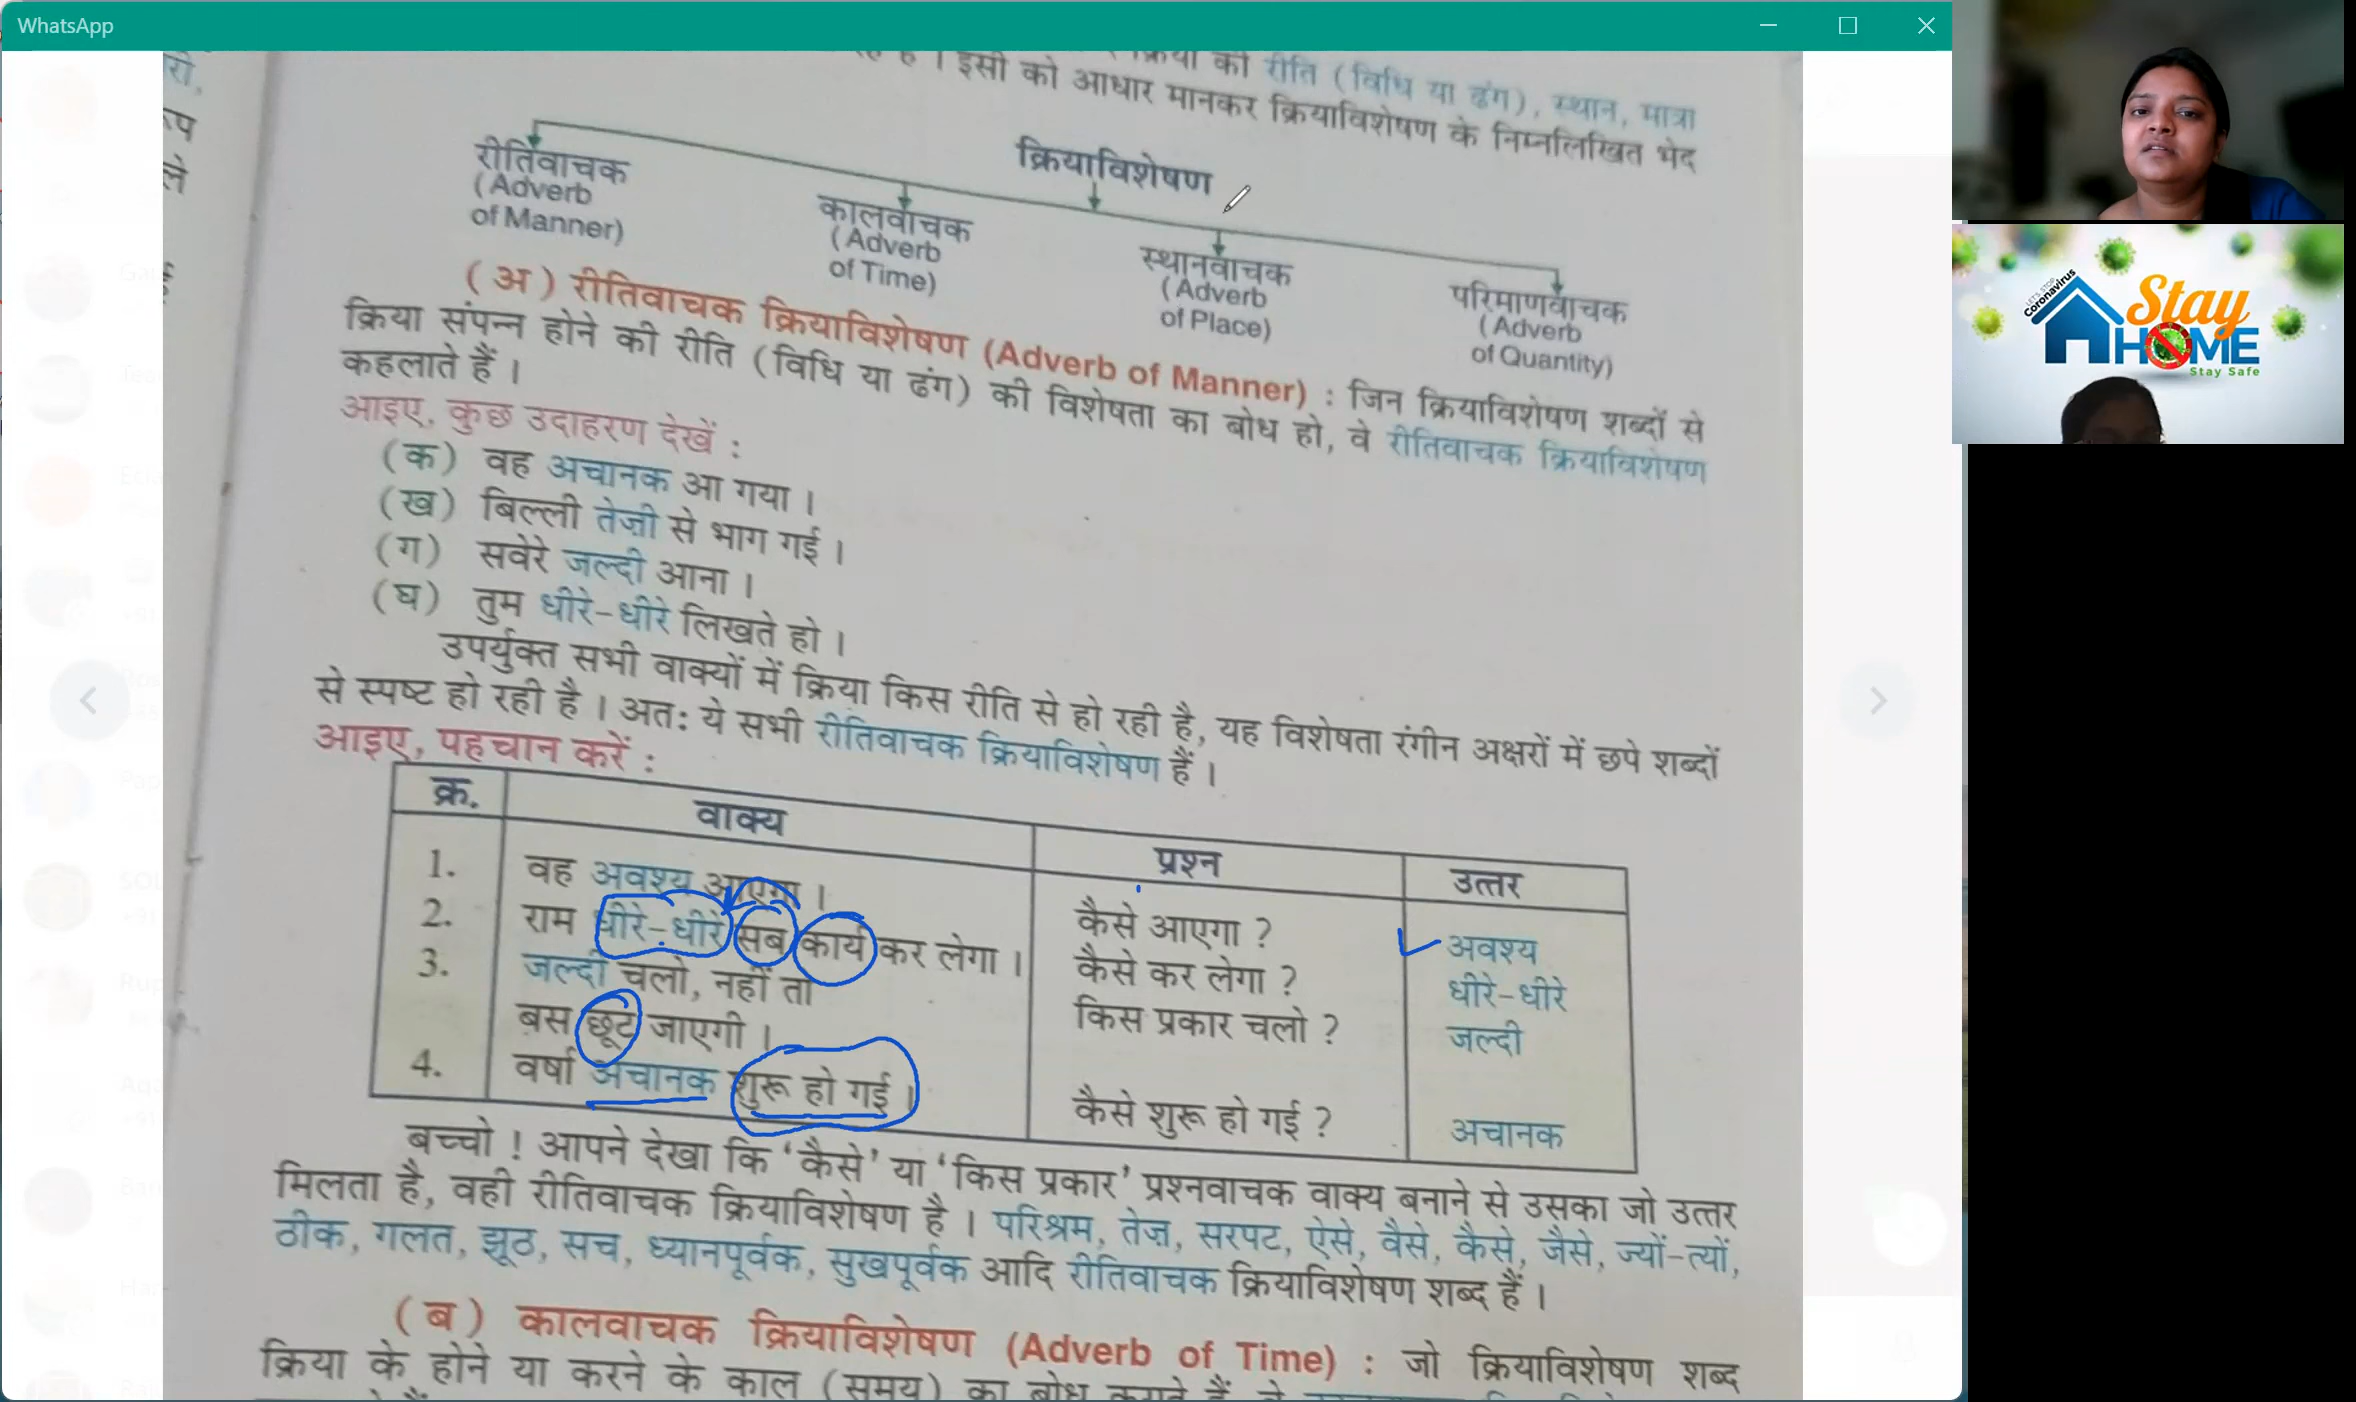 WhatsApp
क्रिया की रीति (विधि या ढंग), स्थान, मात्रा
इसी को आधार मानकर क्रियाविशेषण के निम्नलिखित भेद
क्रियाविशेषण
रीतिवाचक
(Adverb
of Manner)
कालवाचक
(Adverb
of Time)
स्थानवाचक
(Adverb
of Place)
परिमाणवाचक
(Adverb
of Quantity)
(अ) रीतिवाचक क्रियाविशेषण (Adverb of Manner) : जिन क्रियाविशेषण शब्दों से
क्रिया संपन्न होने की रीति (विधि या ढंग) की विशेषता का बोध हो, वे रीतिवाचक क्रियाविशेषण
कहलाते हैं।
आइए, कुछ उदाहरण देखें :
(क) वह अचानक आ गया।
(ख) बिल्ली तेज़ी से भाग गई।
(ग) सवेरे जल्दी आना।
(घ) तुम धीरे-धीरे लिखते हो।
उपर्युक्त सभी वाक्यों में क्रिया किस रीति से हो रही है, यह विशेषता रंगीन अक्षरों में छपे शब्दों
से स्पष्ट हो रही है। अतः ये सभी रीतिवाचक क्रियाविशेषण हैं।
आइए, पहचान करें :
क्र. वाक्य प्रश्न उत्तर
1. वह अवश्य आएगा। कैसे आएगा ? अवश्य
2. राम धीरे-धीरे सब कार्य कर लेगा। कैसे कर लेगा ? धीरे-धीरे
3. जल्दी चलो, नहीं तो किस प्रकार चलो ? जल्दी
बस छूट जाएगी।
4. वर्षा अचानक शुरू हो गई। कैसे शुरू हो गई ? अचानक
बच्चो ! आपने देखा कि ‘कैसे’ या ‘किस प्रकार’ प्रश्नवाचक वाक्य बनाने से उसका जो उत्तर
मिलता है, वही रीतिवाचक क्रियाविशेषण है। परिश्रम, तेज़, सरपट, ऐसे, वैसे, कैसे, जैसे, ज्यों-त्यों,
ठीक, गलत, झूठ, सच, ध्यानपूर्वक, सुखपूर्वक आदि रीतिवाचक क्रियाविशेषण शब्द हैं।
(ब) कालवाचक क्रियाविशेषण (Adverb of Time) : जो क्रियाविशेषण शब्द
क्रिया के होने या करने के काल (समय) का बोध कराते हैं, वे
Coronavirus
Stay
HOME
Stay Safe